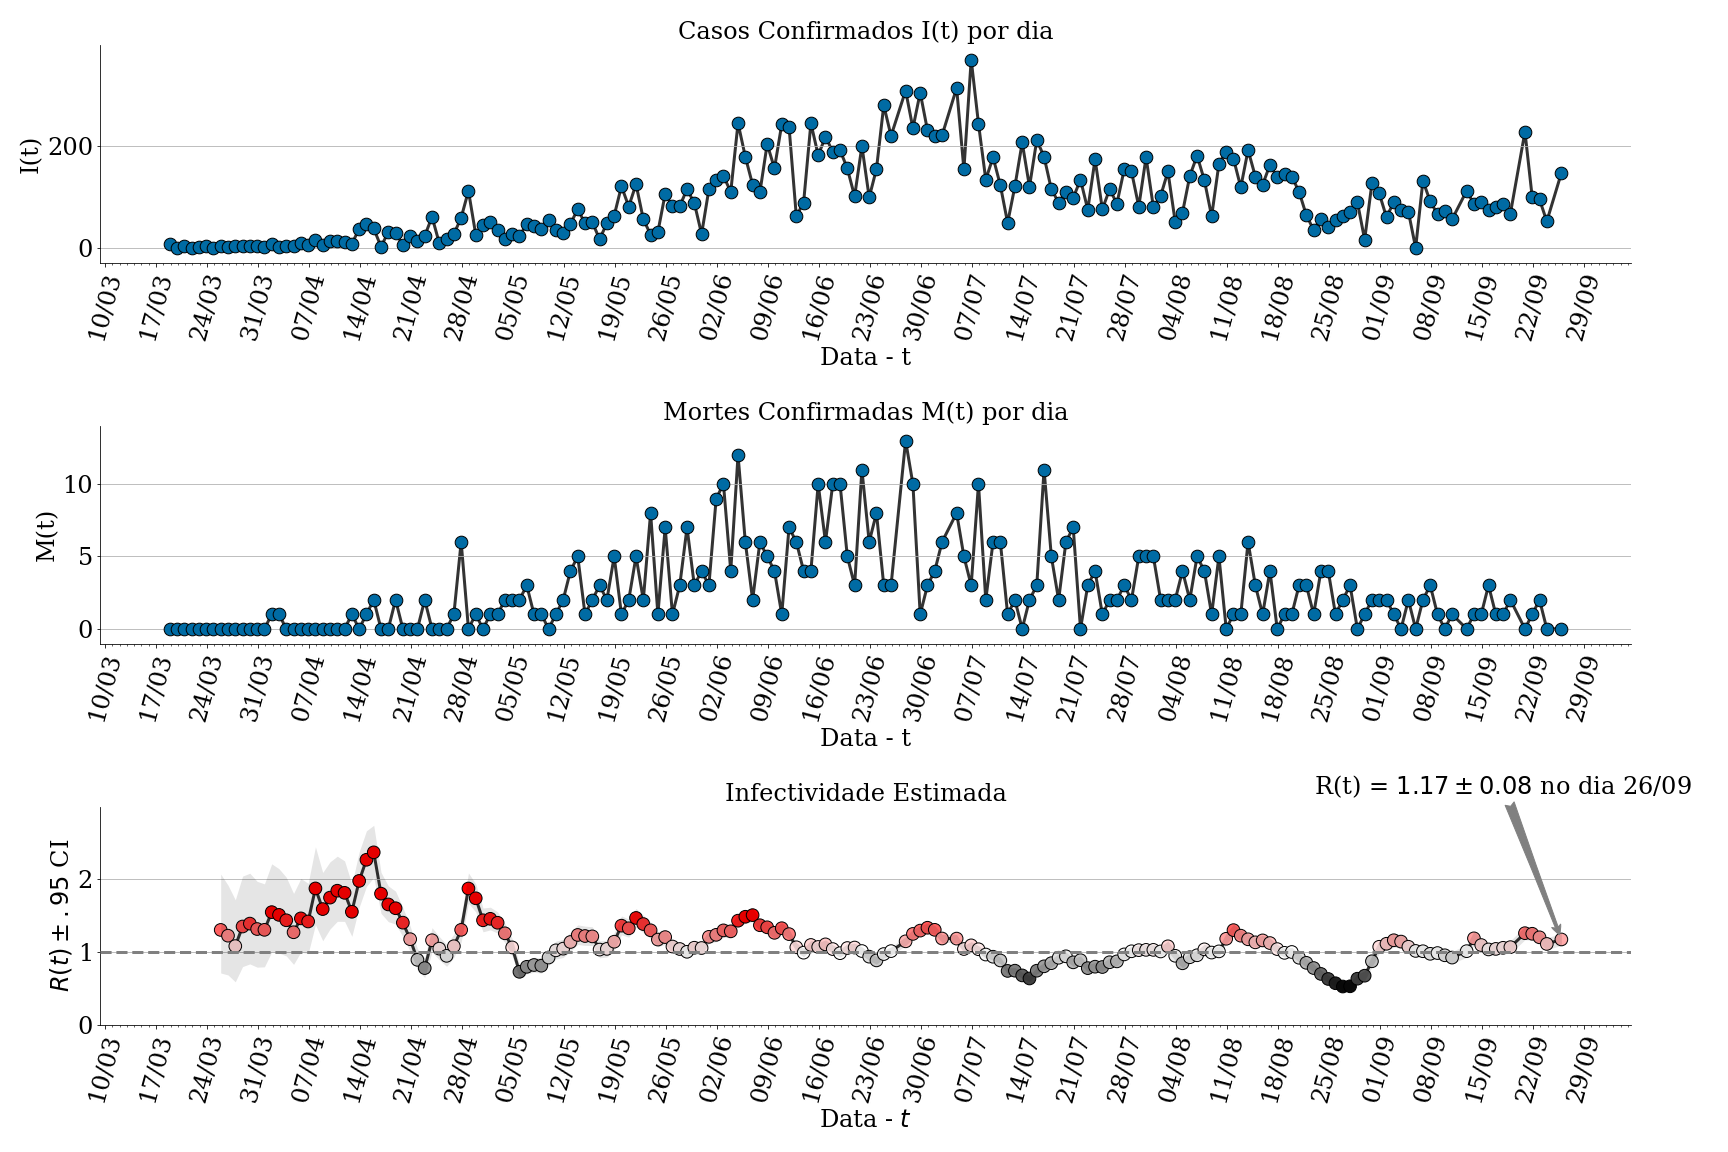 Casos Confirmados I(t) por dia
I(t)
200
0
10/03 17/03 24/03 31/03 07/04 14/04 21/04 28/04 05/05 12/05 19/05 26/05 02/06 09/06 16/06 23/06 30/06 07/07 14/07 21/07 28/07 04/08 11/08 18/08 25/08 01/09 08/09 15/09 22/09 29/09
Data - t
Mortes Confirmadas M(t) por dia
M(t)
10
5
0
10/03 17/03 24/03 31/03 07/04 14/04 21/04 28/04 05/05 12/05 19/05 26/05 02/06 09/06 16/06 23/06 30/06 07/07 14/07 21/07 28/07 04/08 11/08 18/08 25/08 01/09 08/09 15/09 22/09 29/09
Data - t
R(t) = 1.17 ± 0.08 no dia 26/09
Infectividade Estimada
R(t) ± .95 CI
2
1
0
10/03 17/03 24/03 31/03 07/04 14/04 21/04 28/04 05/05 12/05 19/05 26/05 02/06 09/06 16/06 23/06 30/06 07/07 14/07 21/07 28/07 04/08 11/08 18/08 25/08 01/09 08/09 15/09 22/09 29/09
Data - t